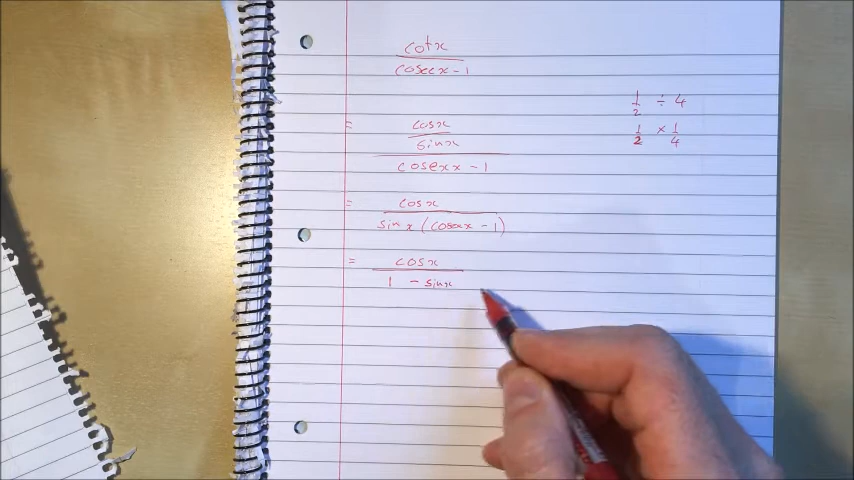 cotx
cosecx - 1
= cosx
sinx
cosexx - 1
= cosx
sinx (cosecx - 1)
= cosx
1 - sinx
1/2 ÷ 4
1/2 × 1/4